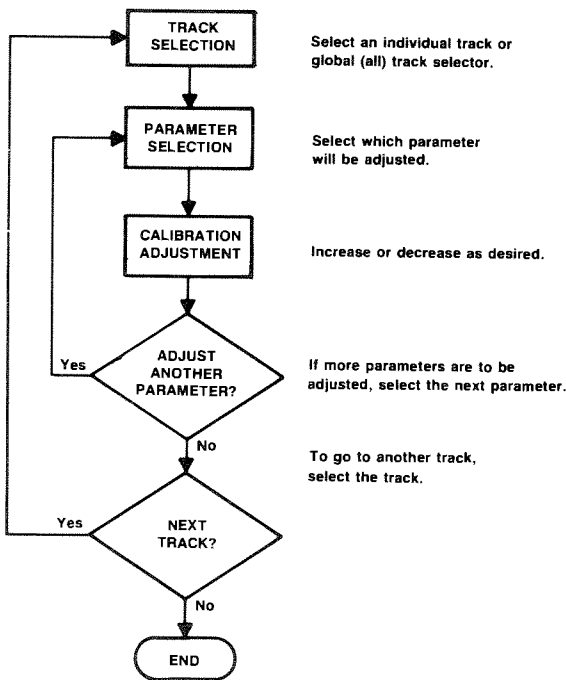 TRACK
SELECTION
Select an individual track or
global (all) track selector.
PARAMETER
SELECTION
Select which parameter
will be adjusted.
CALIBRATION
ADJUSTMENT
Increase or decrease as desired.
ADJUST
ANOTHER
PARAMETER?
Yes
If more parameters are to be
adjusted, select the next parameter.
No
To go to another track,
select the track.
NEXT
TRACK?
Yes
No
END